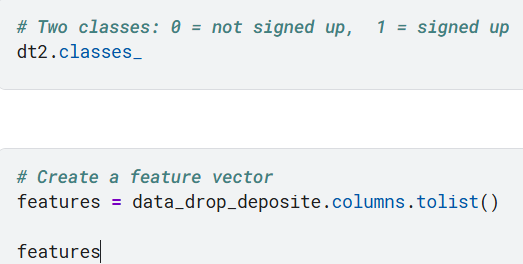 # Two classes: 0 = not signed up,  1 = signed up
dt2.classes_
# Create a feature vector
features = data_drop_deposite.columns.tolist()
features